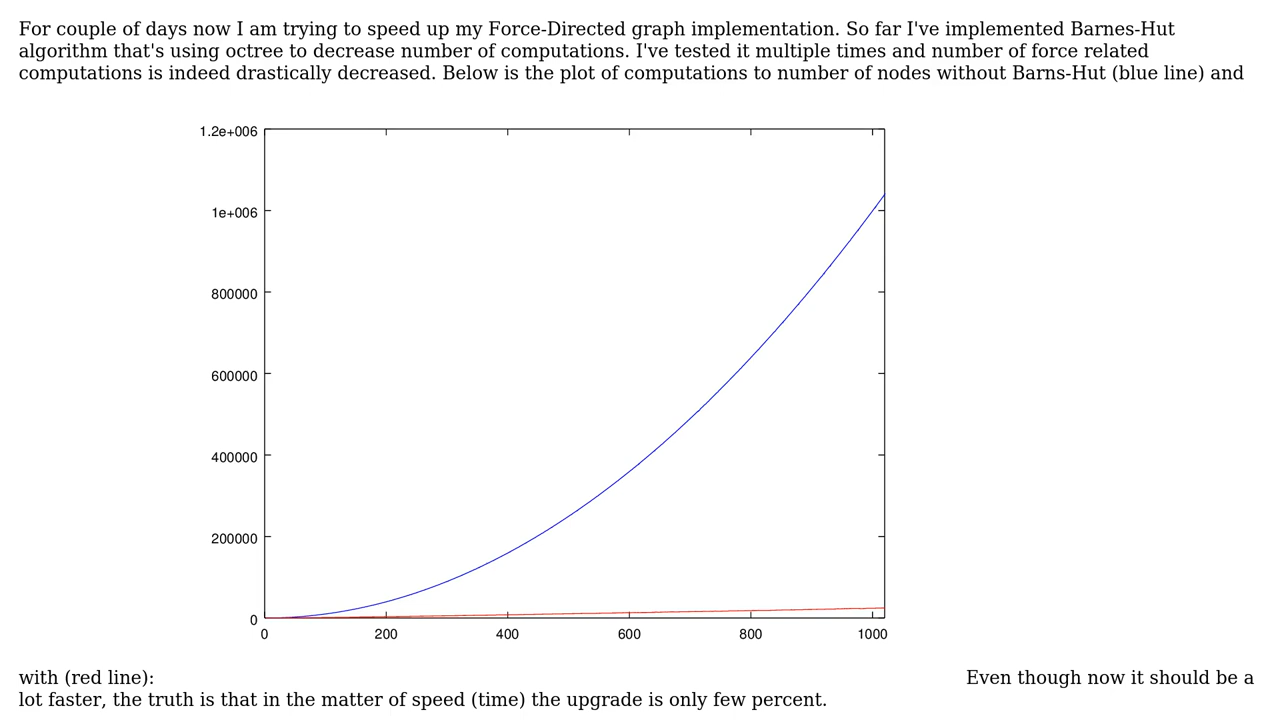 For couple of days now I am trying to speed up my Force-Directed graph implementation. So far I've implemented Barnes-Hut
algorithm that's using octree to decrease number of computations. I've tested it multiple times and number of force related
computations is indeed drastically decreased. Below is the plot of computations to number of nodes without Barns-Hut (blue line) and
1.2e+006
1e+006
800000
600000
400000
200000
0
0 200 400 600 800 1000
with (red line): Even though now it should be a
lot faster, the truth is that in the matter of speed (time) the upgrade is only few percent.